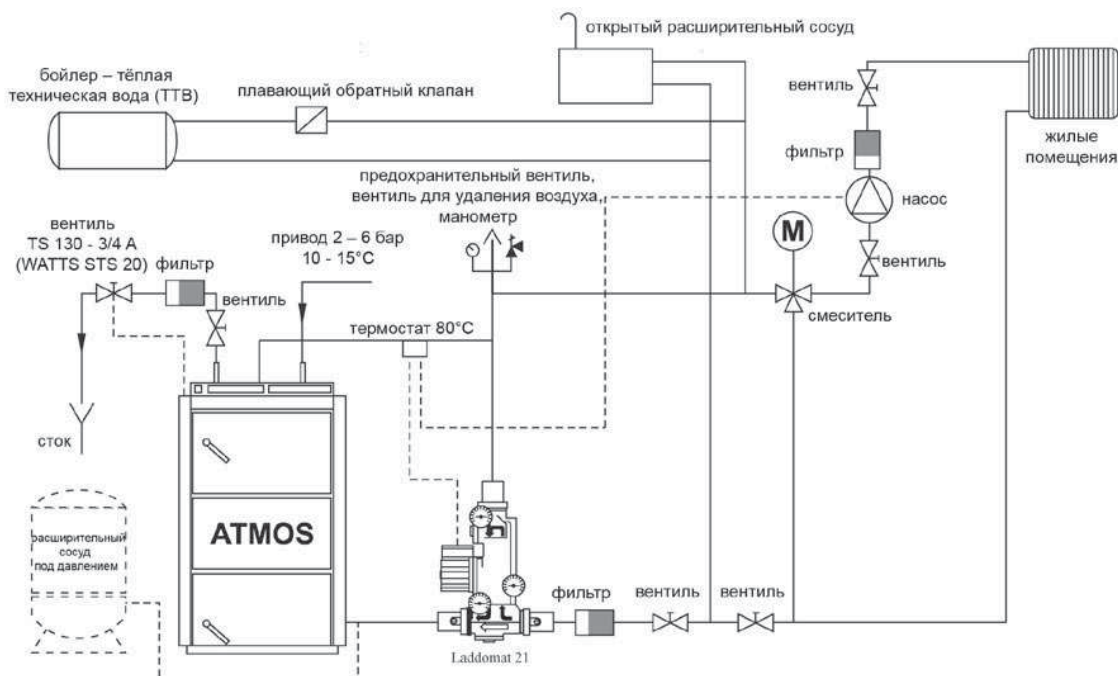 открытый расширительный сосуд
бойлер – тёплая
техническая вода (ТТВ)
плавающий обратный клапан
вентиль
фильтр
жилые
помещения
предохранительный вентиль,
вентиль для удаления воздуха,
манометр
насос
M
вентиль
смеситель
вентиль
TS 130 - 3/4 A
(WATTS STS 20)
фильтр
вентиль
привод 2 – 6 бар
10 - 15°C
термостат 80°C
сток
ATMOS
расширительный
сосуд
под давлением
фильтр
вентиль
вентиль
Laddomat 21